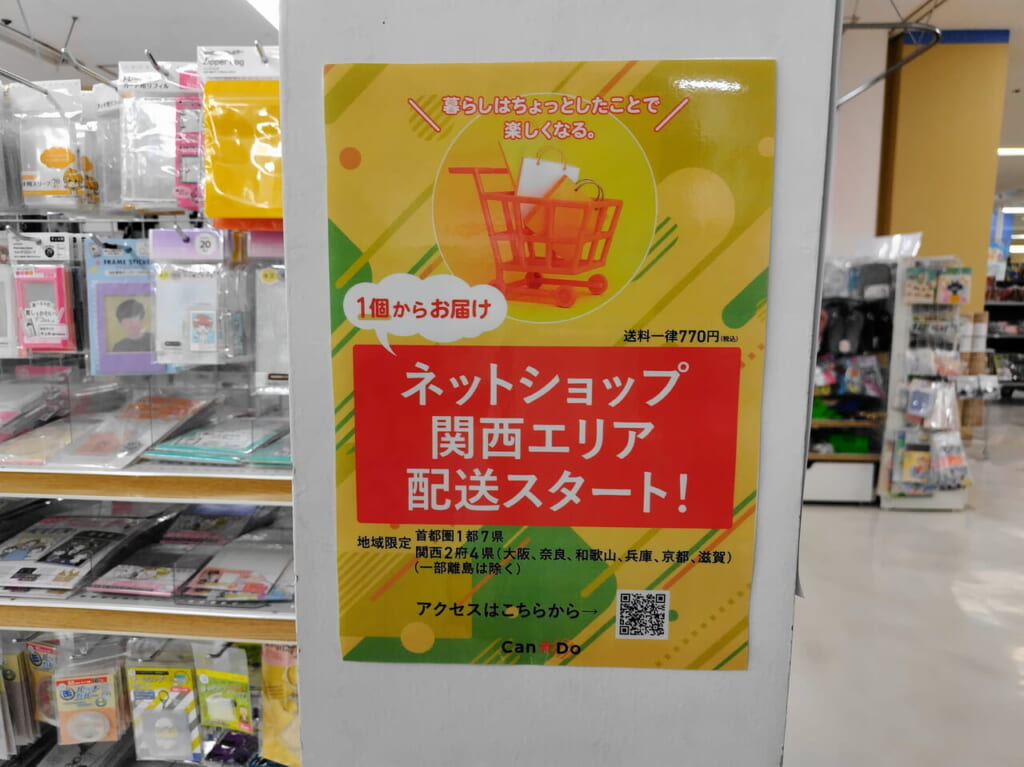 暮らしはちょっとしたことで
楽しくなる。
1個からお届け
送料一律770円(税込)
ネットショップ
関西エリア
配送スタート!
地域限定 首都圏1都7県
関西2府4県(大阪、奈良、和歌山、兵庫、京都、滋賀)
(一部離島は除く)
アクセスはこちらから→
Can★Do
Zipper Bag
20